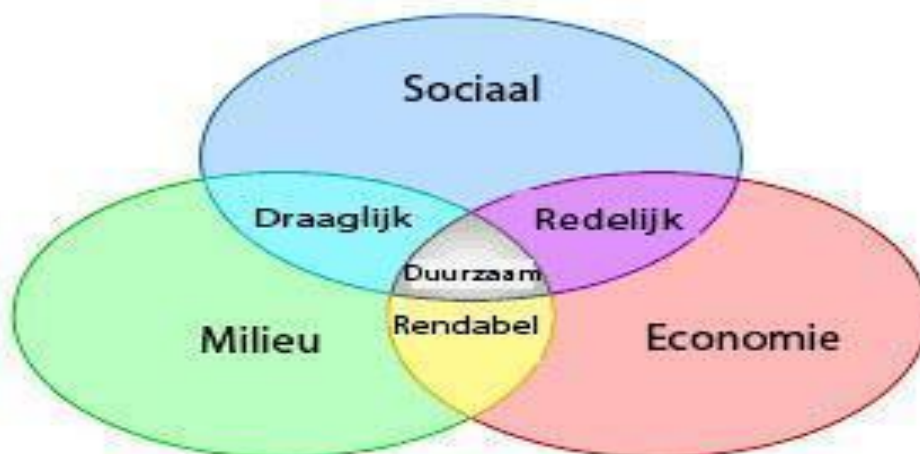 Sociaal
Draaglijk
Redelijk
Duurzaam
Rendabel
Milieu
Economie